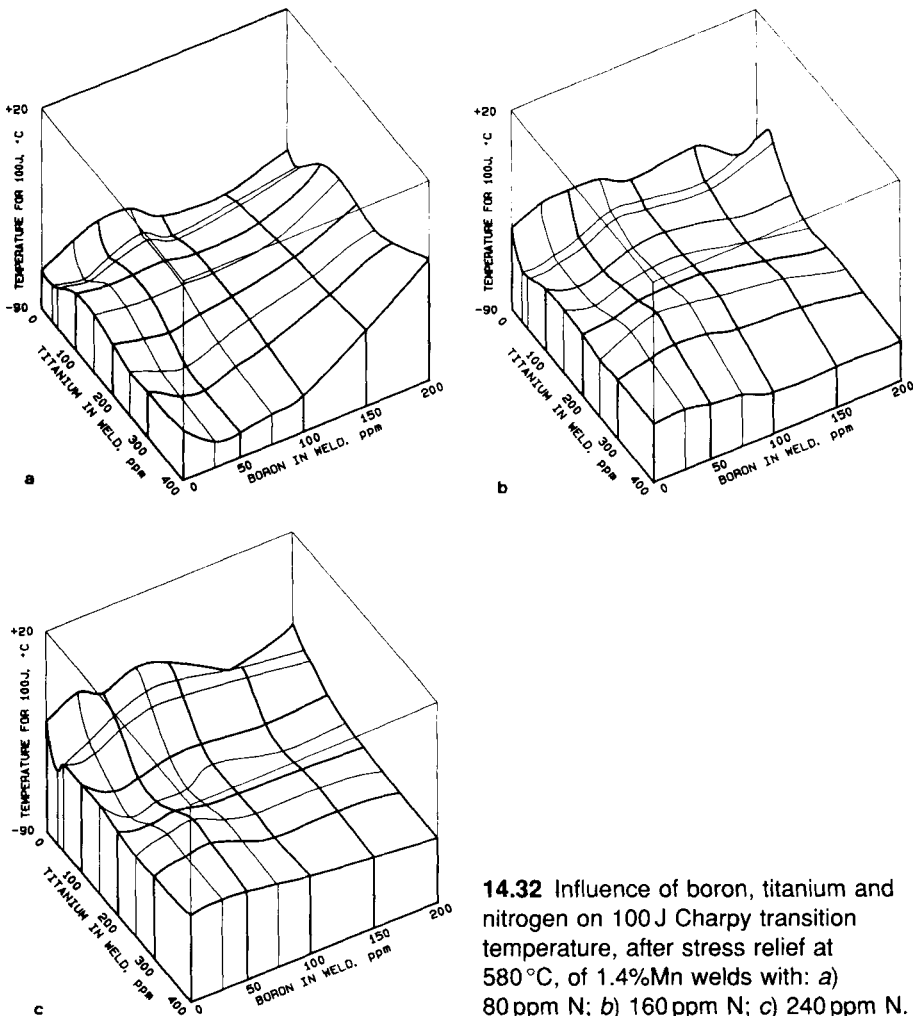 +20
TEMPERATURE FOR 100J, °C
-90
0
100
200
300
400
TITANIUM IN WELD, ppm
0
50
100
150
200
BORON IN WELD, ppm
a
+20
TEMPERATURE FOR 100J, °C
-90
0
100
200
300
400
TITANIUM IN WELD, ppm
0
50
100
150
200
BORON IN WELD, ppm
b
+20
TEMPERATURE FOR 100J, °C
-90
0
100
200
300
400
TITANIUM IN WELD, ppm
0
50
100
150
200
BORON IN WELD, ppm
c
14.32 Influence of boron, titanium and
nitrogen on 100 J Charpy transition
temperature, after stress relief at
580 °C, of 1.4%Mn welds with: a)
80 ppm N; b) 160 ppm N; c) 240 ppm N.